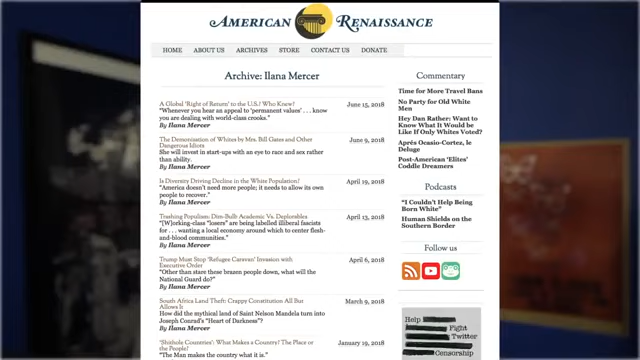 AMERICAN RENAISSANCE
HOME ABOUT US ARCHIVES STORE CONTACT US DONATE
Archive: Ilana Mercer
A Global ‘Right of Return’ to the U.S.? Who Knew? June 15, 2018
“Whenever you hear an appeal to ‘permanent values’ . . . know
you are dealing with world-class crooks.”
By Ilana Mercer
The Demonization of Whites by Mrs. Bill Gates and Other June 9, 2018
Dangerous Idiots
She will invest in start-ups with an eye to race and sex rather
than ability.
By Ilana Mercer
Is Diversity Driving Decline in the White Population? April 19, 2018
“America doesn’t need more people; it needs to allow its own
people to recover.”
By Ilana Mercer
Trashing Populism: Dim-Bulb Academic Vs. Deplorables April 13, 2018
“[W]orking-class “losers” are being labelled illiberal fascists
for . . . wanting a local economy around which to center flesh-
and-blood communities.”
By Ilana Mercer
Trump Must Stop ‘Refugee Caravan’ Invasion with April 6, 2018
Executive Order
“Other than stare these brazen people down, what will the
National Guard do?”
By Ilana Mercer
South Africa Land Theft: Crappy Constitution All But March 9, 2018
Allows It
How did the mythical land of Saint Nelson Mandela turn into
Joseph Conrad’s “Heart of Darkness”?
By Ilana Mercer
‘Shithole Countries’: What Makes a Country? The Place or January 19, 2018
the People?
“The Man makes the country what it is.”
Commentary
Time for More Travel Bans
No Party for Old White
Men
Hey Dan Rather: Want to
Know What It Would be
Like If Only Whites Voted?
Après Ocasio-Cortez, le
Deluge
Post-American ‘Elites’
Coddle Dreamers
Podcasts
“I Couldn’t Help Being
Born White”
Human Shields on the
Southern Border
Follow us
Help
Fight
Twitter
Censorship